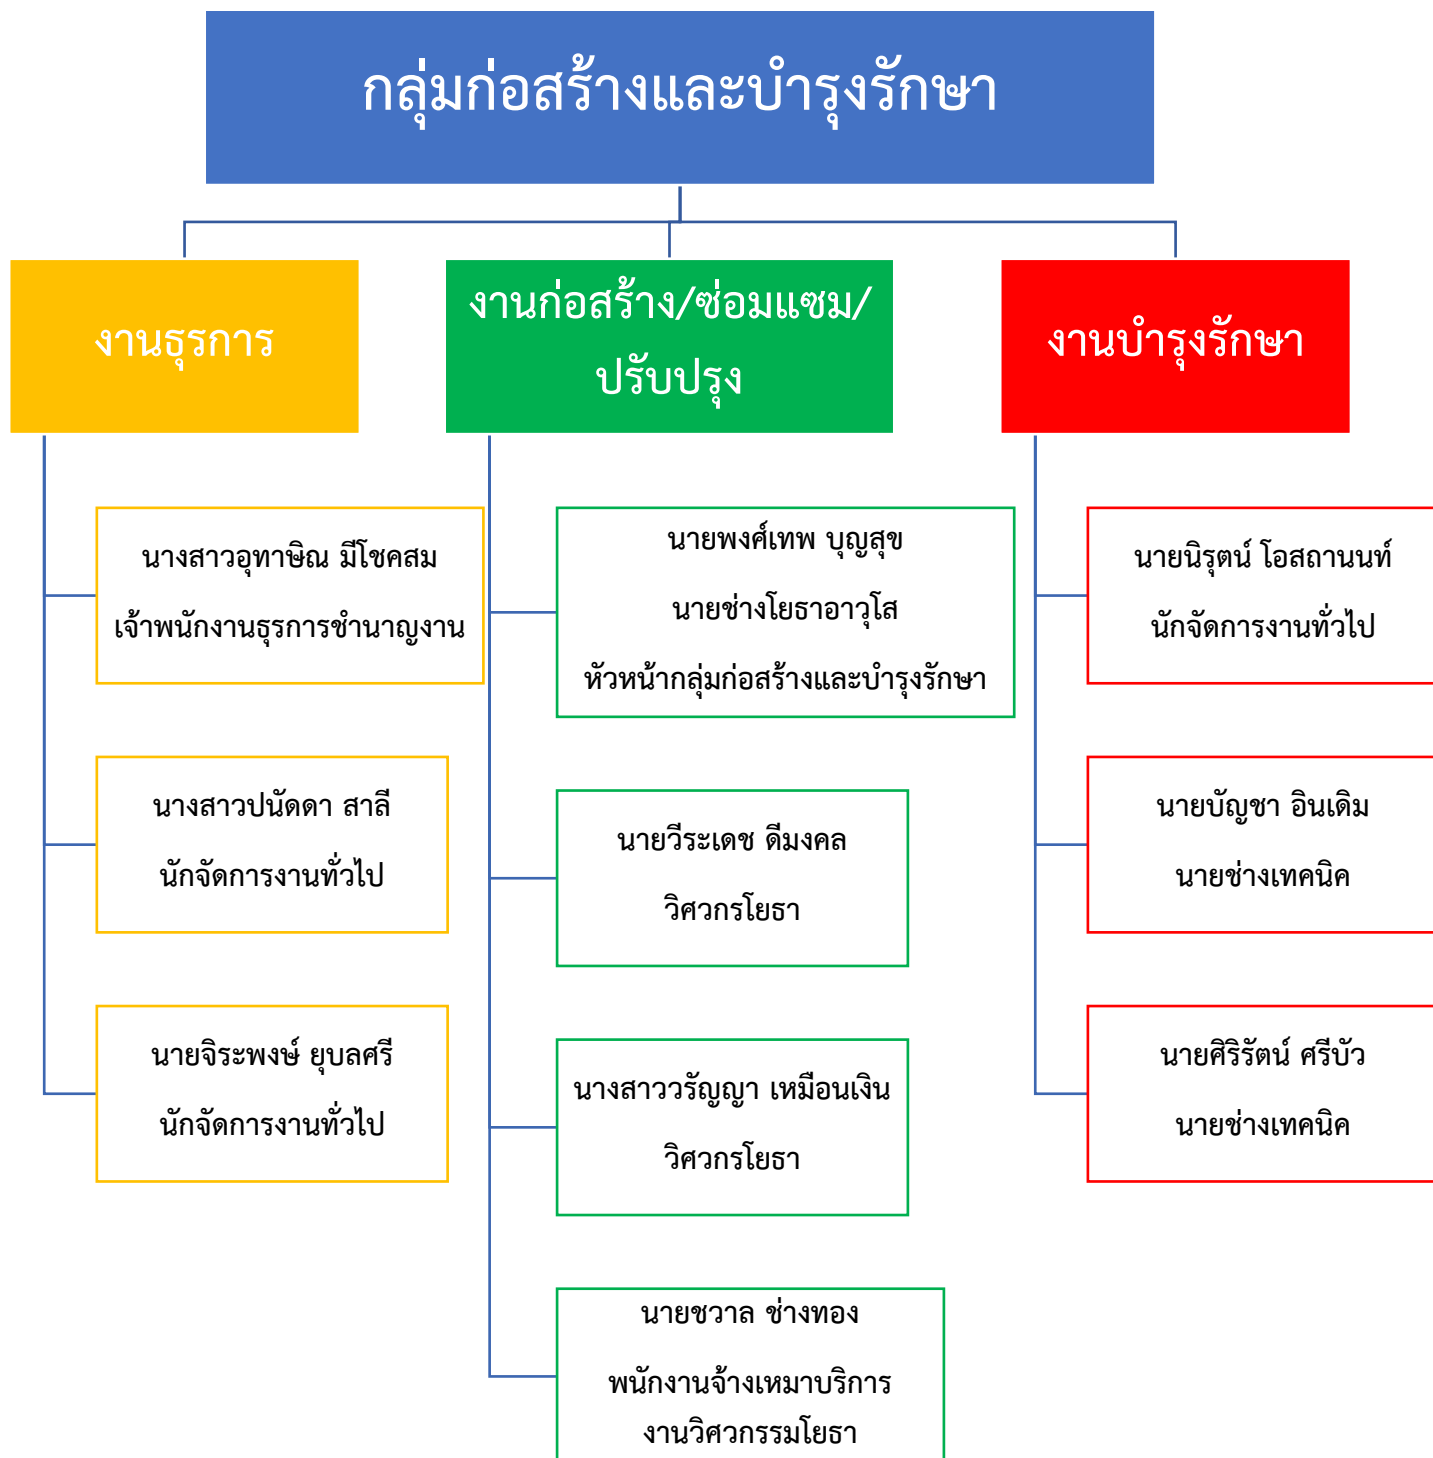 กลุ่มก่อสร้างและบำรุงรักษา
งานธุรการ
นางสาวอุทาษิณ มีโชคสม
เจ้าพนักงานธุรการชำนาญงาน
นางสาวปนัดดา สาลี
นักจัดการงานทั่วไป
นายจิระพงษ์ ยุบลศรี
นักจัดการงานทั่วไป
งานก่อสร้าง/ซ่อมแซม/
ปรับปรุง
นายพงศ์เทพ บุญสุข
นายช่างโยธาอาวุโส
หัวหน้ากลุ่มก่อสร้างและบำรุงรักษา
นายวีระเดช ดีมงคล
วิศวกรโยธา
นางสาววรัญญา เหมือนเงิน
วิศวกรโยธา
นายชวาล ช่างทอง
พนักงานจ้างเหมาบริการ
งานวิศวกรรมโยธา
งานบำรุงรักษา
นายนิรุตน์ โอสถานนท์
นักจัดการงานทั่วไป
นายบัญชา อินเดิม
นายช่างเทคนิค
นายศิริรัตน์ ศรีบัว
นายช่างเทคนิค